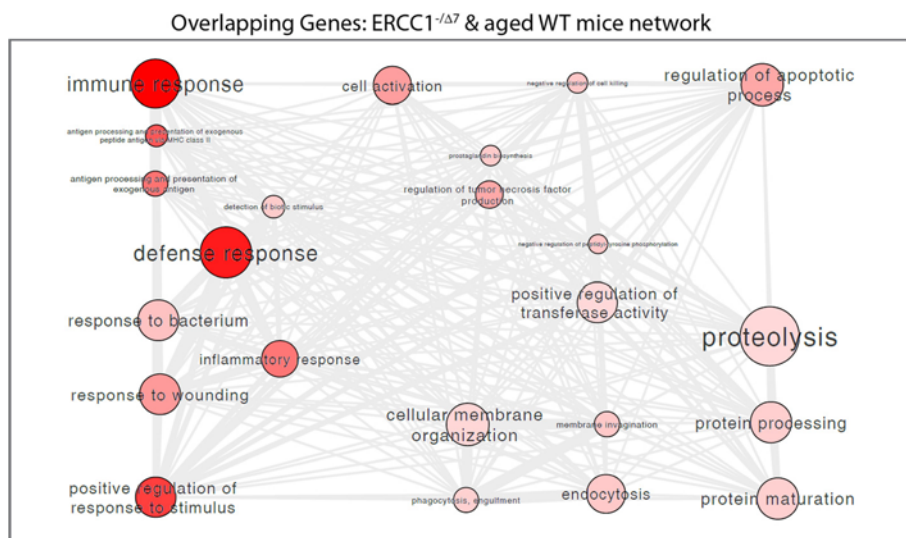 Overlapping Genes: ERCC1-/Δ7 & aged WT mice network
immune response
cell activation
negative regulation of cell killing
regulation of apoptotic
process
antigen processing and presentation of exogenous
peptide antigen MHC class II
prostaglandin biosynthesis
antigen processing and presentation of
exogenous antigen
regulation of tumor necrosis factor
production
detection of biotic stimulus
defense response
negative regulation of peptidyl-tyrosine phosphorylation
positive regulation of
transferase activity
response to bacterium
proteolysis
inflammatory response
response to wounding
cellular membrane
organization
membrane invagination
protein processing
positive regulation of
response to stimulus
phagocytosis, engulfment
endocytosis
protein maturation